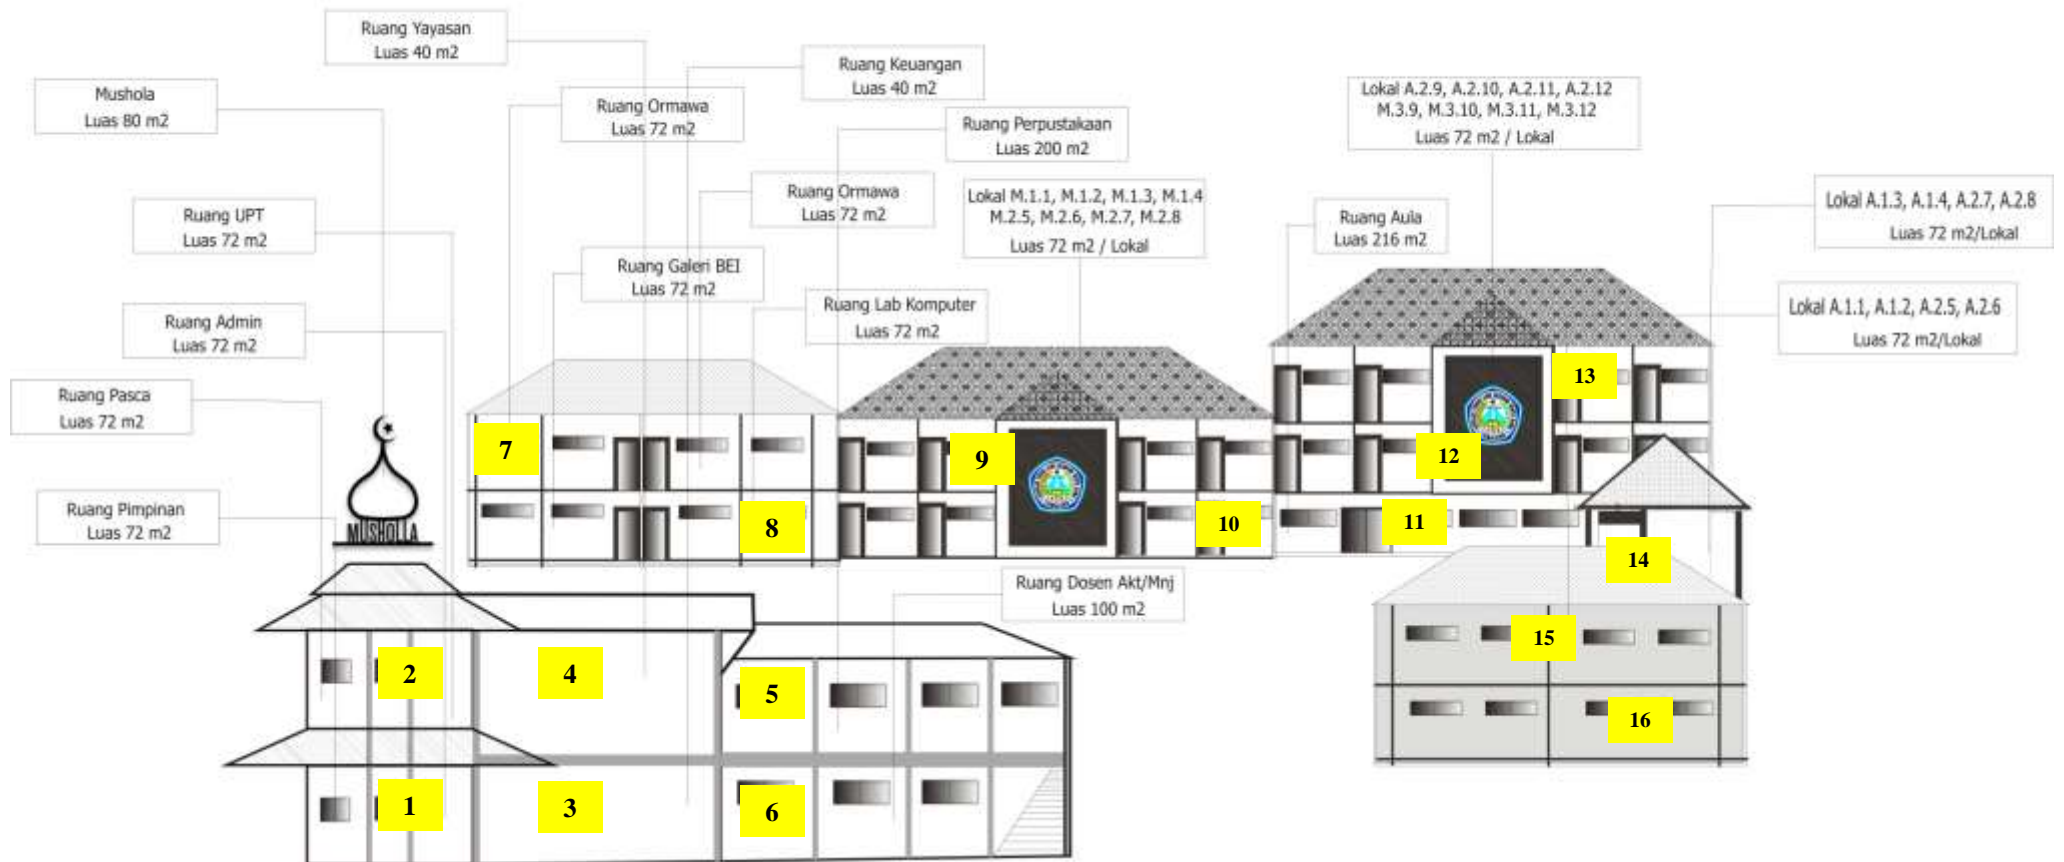 Ruang Yayasan
Luas 40 m2
Ruang Keuangan
Luas 40 m2
Mushola
Luas 80 m2
Ruang Ormawa
Luas 72 m2
Ruang Perpustakaan
Luas 200 m2
Lokal A.2.9, A.2.10, A.2.11, A.2.12
M.3.9, M.3.10, M.3.11, M.3.12
Luas 72 m2 / Lokal
Ruang UPT
Luas 72 m2
Ruang Ormawa
Luas 72 m2
Lokal M.1.1, M.1.2, M.1.3, M.1.4
M.2.5, M.2.6, M.2.7, M.2.8
Luas 72 m2 / Lokal
Ruang Aula
Luas 216 m2
Lokal A.1.3, A.1.4, A.2.7, A.2.8
Luas 72 m2/Lokal
Ruang Galeri BEI
Luas 72 m2
Ruang Lab Komputer
Luas 72 m2
Lokal A.1.1, A.1.2, A.2.5, A.2.6
Luas 72 m2/Lokal
Ruang Admin
Luas 72 m2
Ruang Pasca
Luas 72 m2
Ruang Pimpinan
Luas 72 m2
MUSHOLLA
Ruang Dosen Akt/Mnj
Luas 100 m2
13
7
9
12
8
10
11
14
2
4
5
15
16
1
3
6